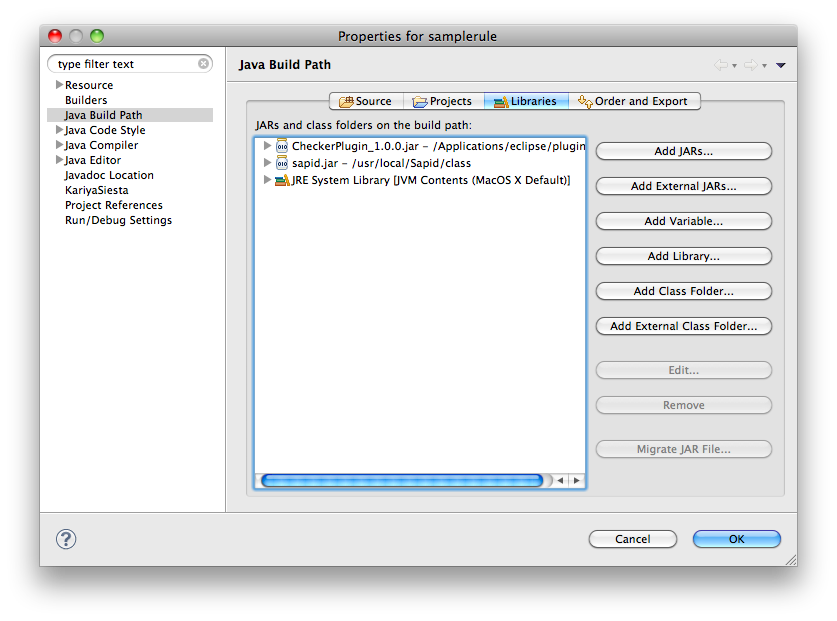 Properties for samplerule
type filter text
Resource
Builders
Java Build Path
Java Code Style
Java Compiler
Java Editor
Javadoc Location
KariyaSiesta
Project References
Run/Debug Settings
Java Build Path
Source
Projects
Libraries
Order and Export
JARs and class folders on the build path:
CheckerPlugin_1.0.0.jar – /Applications/eclipse/plugin
sapid.jar – /usr/local/Sapid/class
JRE System Library [JVM Contents (MacOS X Default)]
Add JARs...
Add External JARs...
Add Variable...
Add Library...
Add Class Folder...
Add External Class Folder...
Edit...
Remove
Migrate JAR File...
?
Cancel
OK